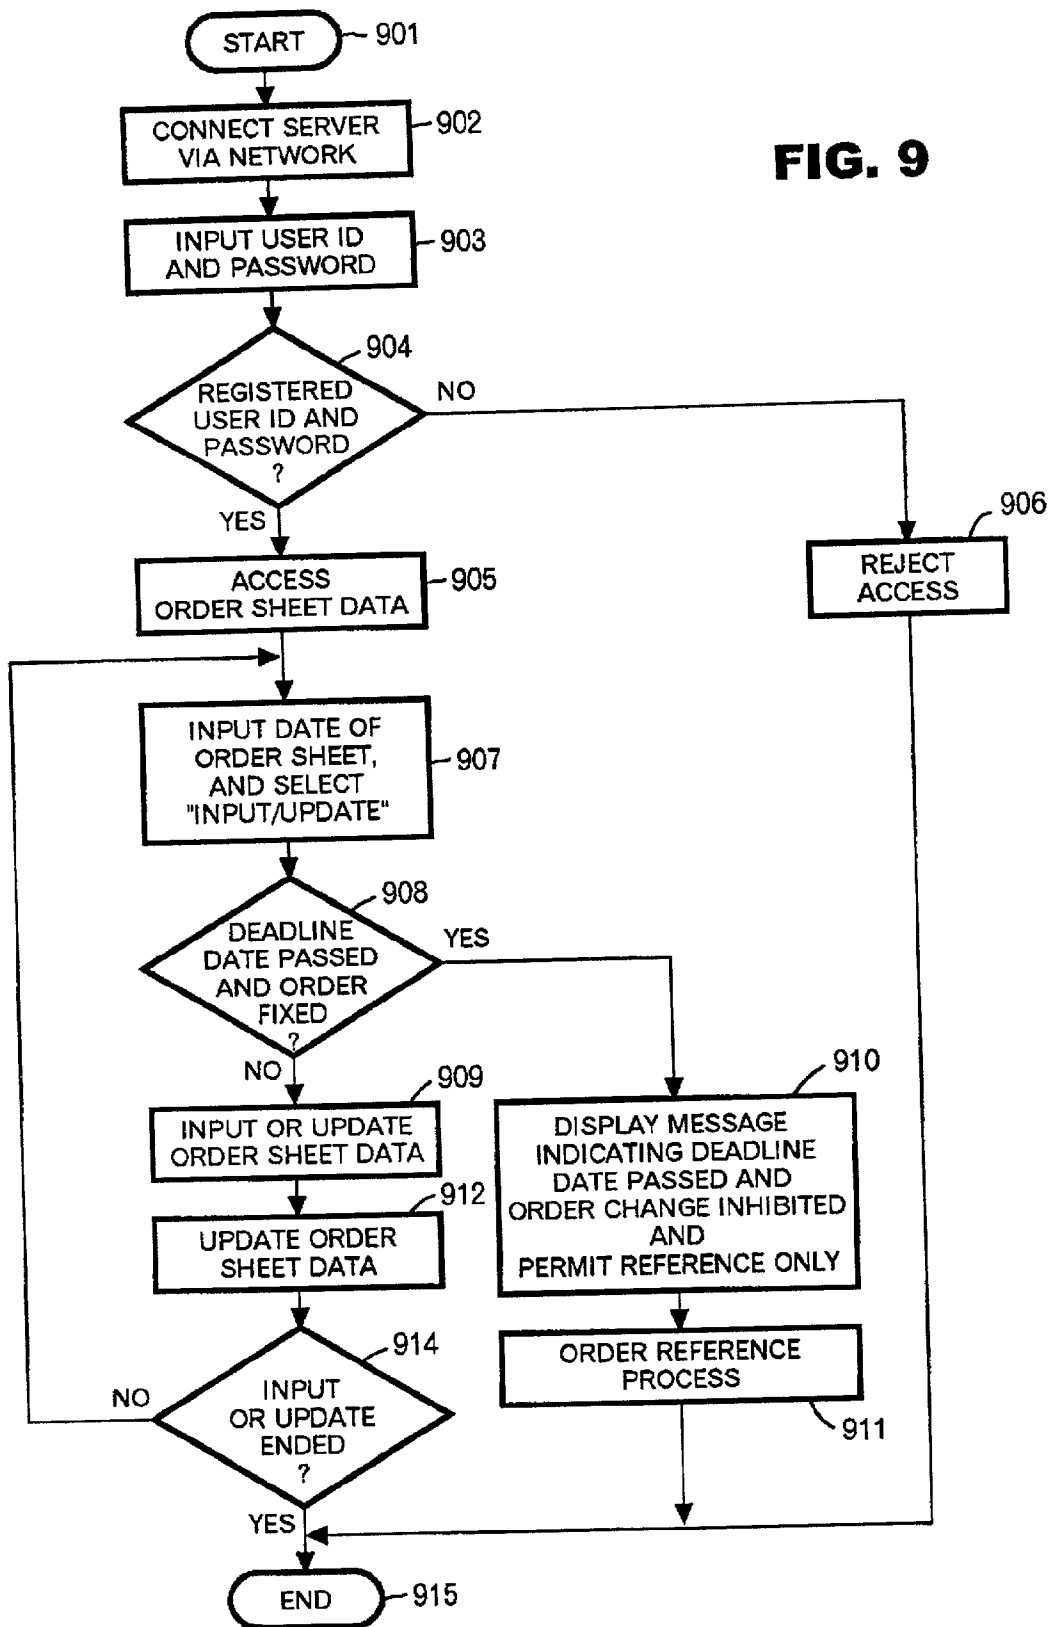 START
901
CONNECT SERVER
VIA NETWORK
902
FIG. 9
INPUT USER ID
AND PASSWORD
903
904
REGISTERED
USER ID AND
PASSWORD
?
NO
YES
906
REJECT
ACCESS
ACCESS
ORDER SHEET DATA
905
INPUT DATE OF
ORDER SHEET,
AND SELECT
"INPUT/UPDATE"
907
908
DEADLINE
DATE PASSED
AND ORDER
FIXED
?
YES
NO
909
INPUT OR UPDATE
ORDER SHEET DATA
910
DISPLAY MESSAGE
INDICATING DEADLINE
DATE PASSED AND
ORDER CHANGE INHIBITED
AND
PERMIT REFERENCE ONLY
912
UPDATE ORDER
SHEET DATA
914
INPUT
OR UPDATE
ENDED
?
NO
YES
ORDER REFERENCE
PROCESS
911
END
915